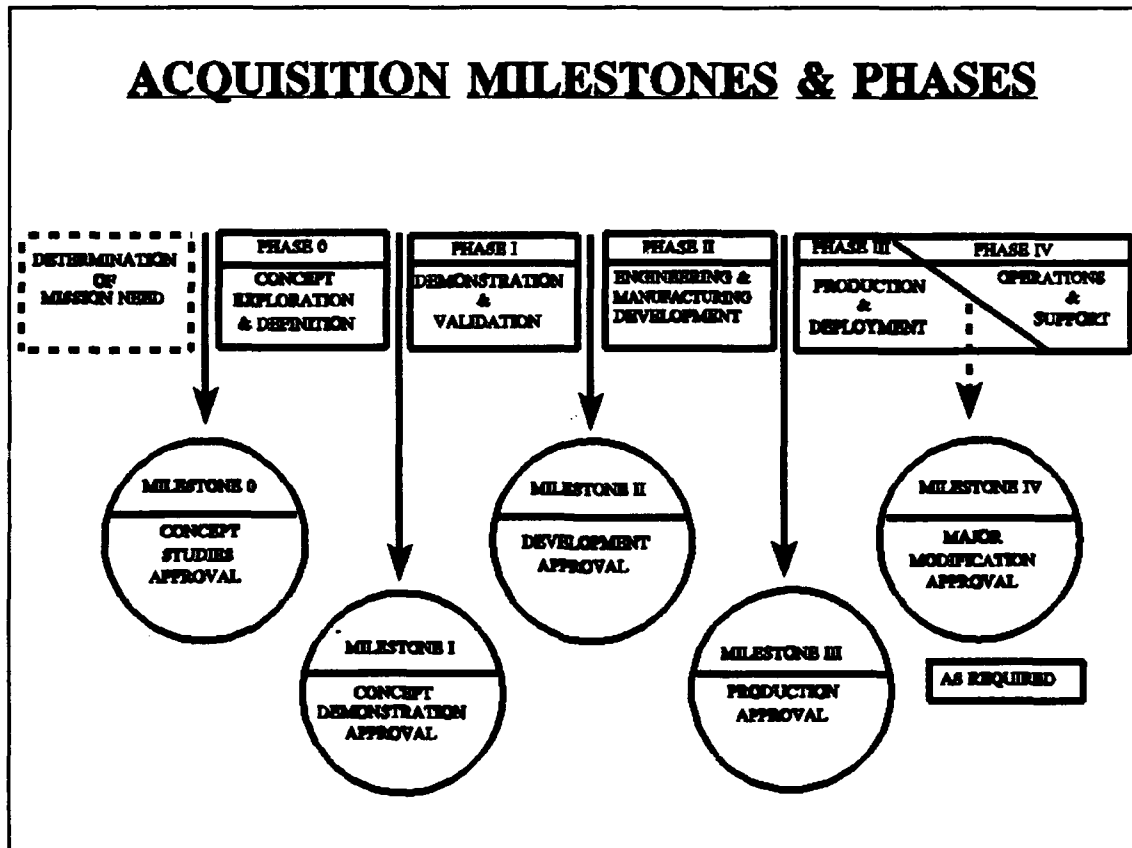 ACQUISITION MILESTONES & PHASES
DETERMINATION
OF
MISSION NEED
PHASE 0
CONCEPT
EXPLORATION
& DEFINITION
PHASE I
DEMONSTRATION
&
VALIDATION
PHASE II
ENGINEERING &
MANUFACTURING
DEVELOPMENT
PHASE III
PRODUCTION
&
DEPLOYMENT
PHASE IV
OPERATIONS
&
SUPPORT
MILESTONE 0
CONCEPT
STUDIES
APPROVAL
MILESTONE I
CONCEPT
DEMONSTRATION
APPROVAL
MILESTONE II
DEVELOPMENT
APPROVAL
MILESTONE III
PRODUCTION
APPROVAL
MILESTONE IV
MAJOR
MODIFICATION
APPROVAL
AS REQUIRED